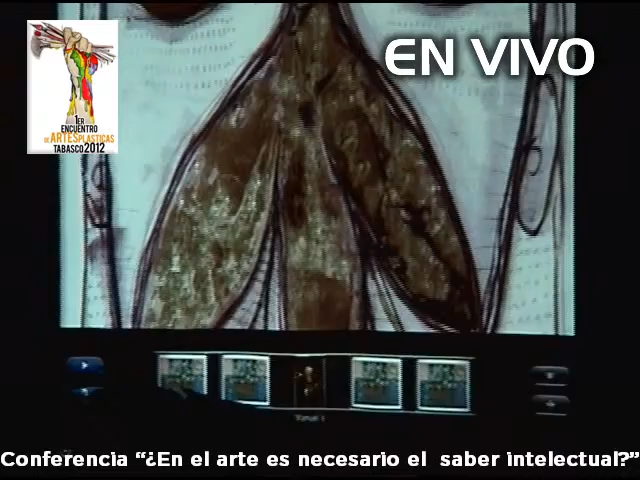 EN VIVO
1ER
ENCUENTRO
DE ARTES PLASTICAS
TABASCO 2012
Conferencia “¿En el arte es necesario el saber intelectual?”